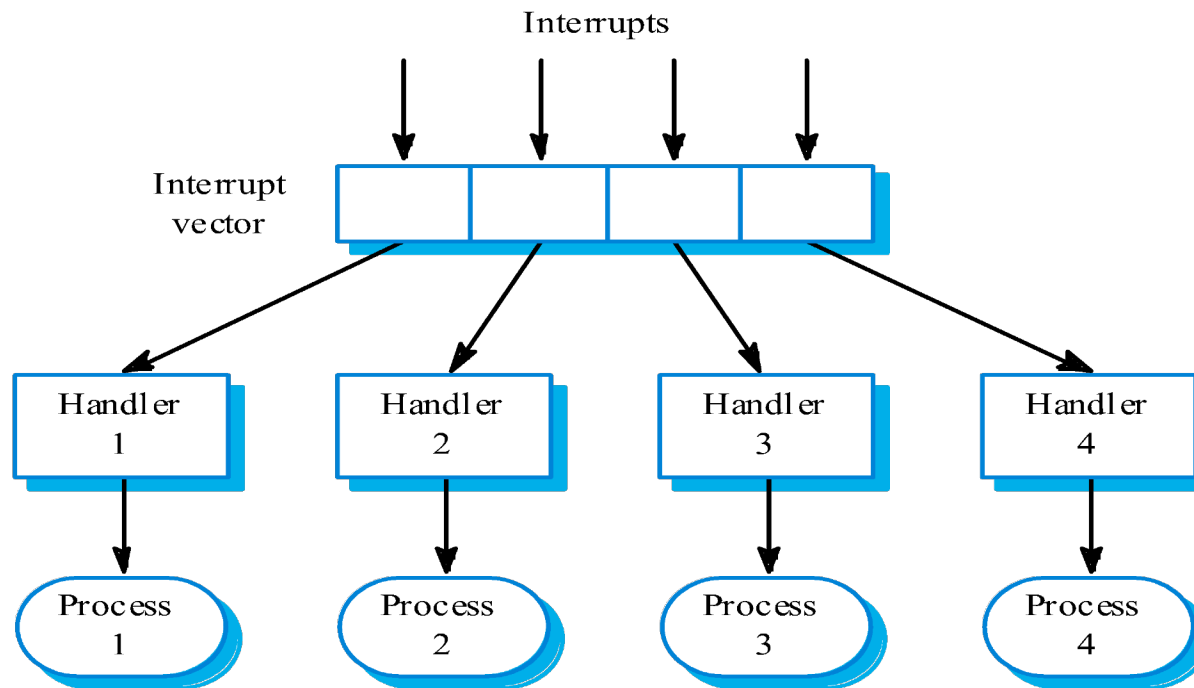 Interrupts
Interrupt
vector
Handler
1
Handler
2
Handler
3
Handler
4
Process
1
Process
2
Process
3
Process
4